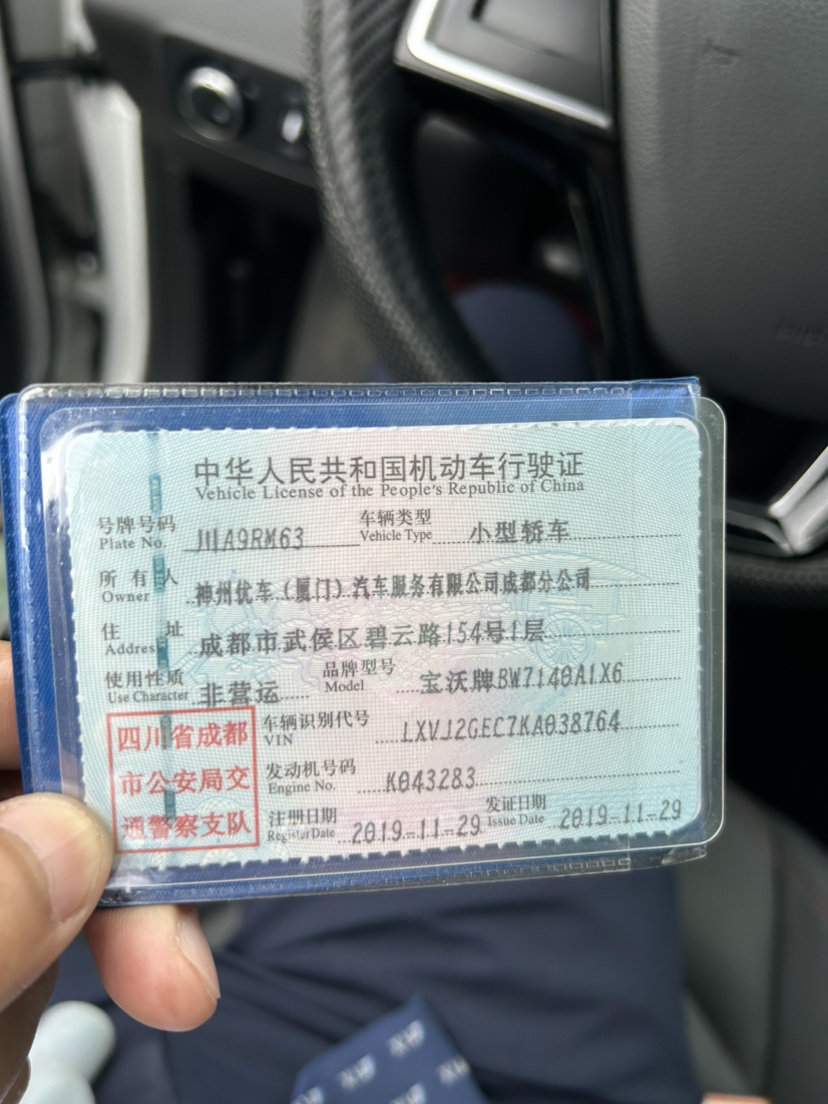 中华人民共和国机动车行驶证
Vehicle License of the People's Republic of China
号牌号码 川A9RM63 车辆类型 小型轿车
Plate No. Vehicle Type
所有人 神州优车（厦门）汽车服务有限公司成都分公司
Owner
住址 成都市武侯区碧云路154号1层
Address
使用性质 非营运 品牌型号 宝沃牌BW7140A1X6
Use Character Model
车辆识别代号 LXVJ2GEC7KA038764
VIN
发动机号码 K043283
Engine No.
注册日期 2019-11-29 发证日期 2019-11-29
Register Date Issue Date
四川省成都
市公安局交
通警察支队